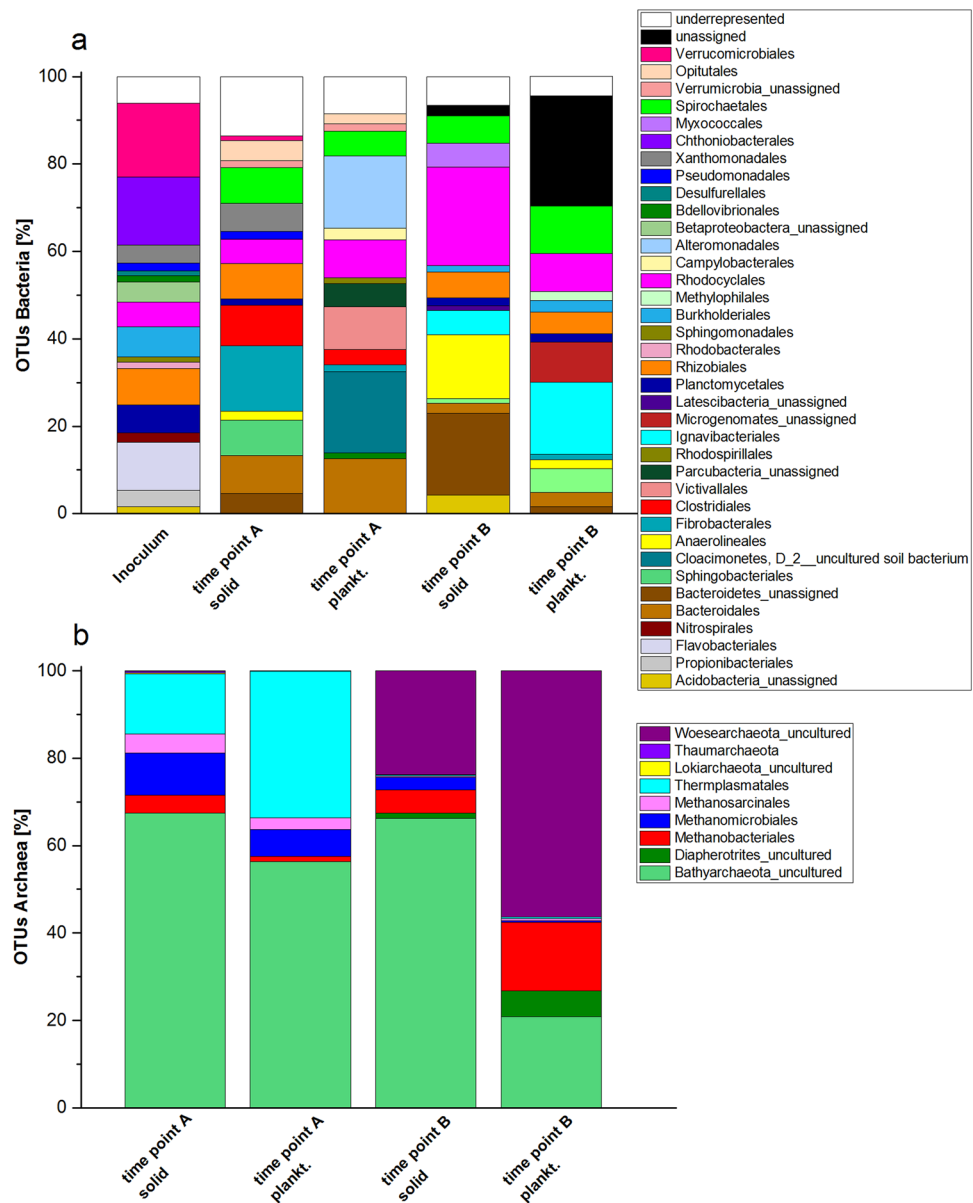 a
OTUs Bacteria [%]
100
80
60
40
20
0
Inoculum
time point A
solid
time point A
plankt.
time point B
solid
time point B
plankt.
underrepresented
unassigned
Verrucomicrobiales
Opitutales
Verrumicrobia_unassigned
Spirochaetales
Myxococcales
Chthoniobacterales
Xanthomonadales
Pseudomonadales
Desulfurellales
Bdellovibrionales
Betaproteobactera_unassigned
Alteromonadales
Campylobacterales
Rhodocyclales
Methylophilales
Burkholderiales
Sphingomonadales
Rhodobacterales
Rhizobiales
Planctomycetales
Latescibacteria_unassigned
Microgenomates_unassigned
Ignavibacteriales
Rhodospirillales
Parcubacteria_unassigned
Victivallales
Clostridiales
Fibrobacterales
Anaerolineales
Cloacimonetes, D_2__uncultured soil bacterium
Sphingobacteriales
Bacteroidetes_unassigned
Bacteroidales
Nitrospirales
Flavobacteriales
Propionibacteriales
Acidobacteria_unassigned
b
OTUs Archaea [%]
100
80
60
40
20
0
time point A
solid
time point A
plankt.
time point B
solid
time point B
plankt.
Woesearchaeota_uncultured
Thaumarchaeota
Lokiarchaeota_uncultured
Thermplasmatales
Methanosarcinales
Methanomicrobiales
Methanobacteriales
Diapherotrites_uncultured
Bathyarchaeota_uncultured